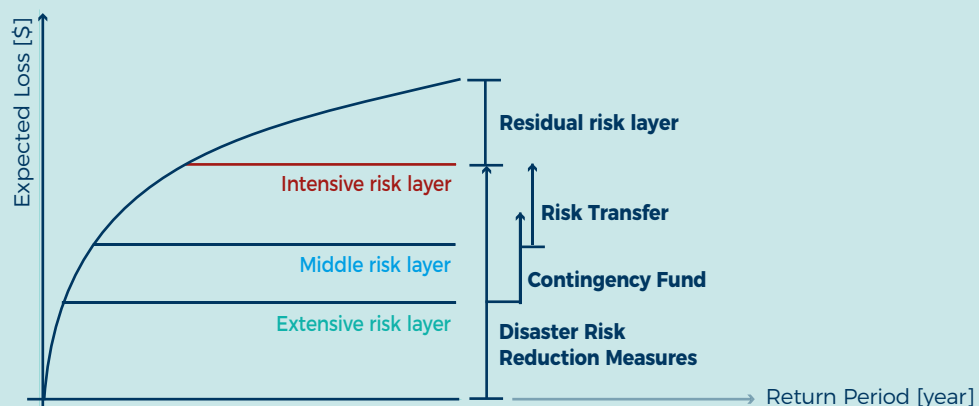 Expected Loss [$]
Residual risk layer
Intensive risk layer
Risk Transfer
Middle risk layer
Contingency Fund
Extensive risk layer
Disaster Risk
Reduction Measures
Return Period [year]